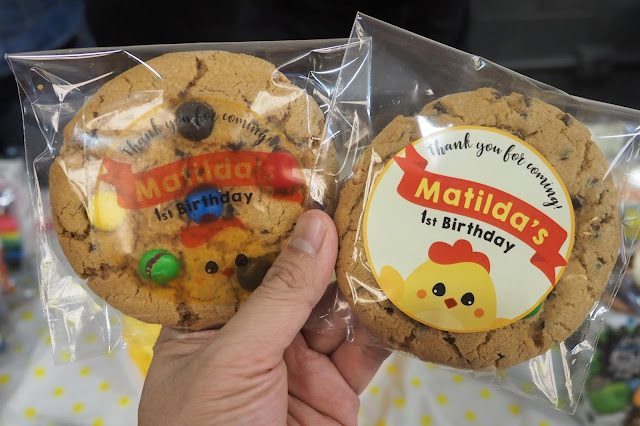 Thank you for coming!
Matilda's
1st Birthday
Thank you for coming!
Matilda's
1st Birthday